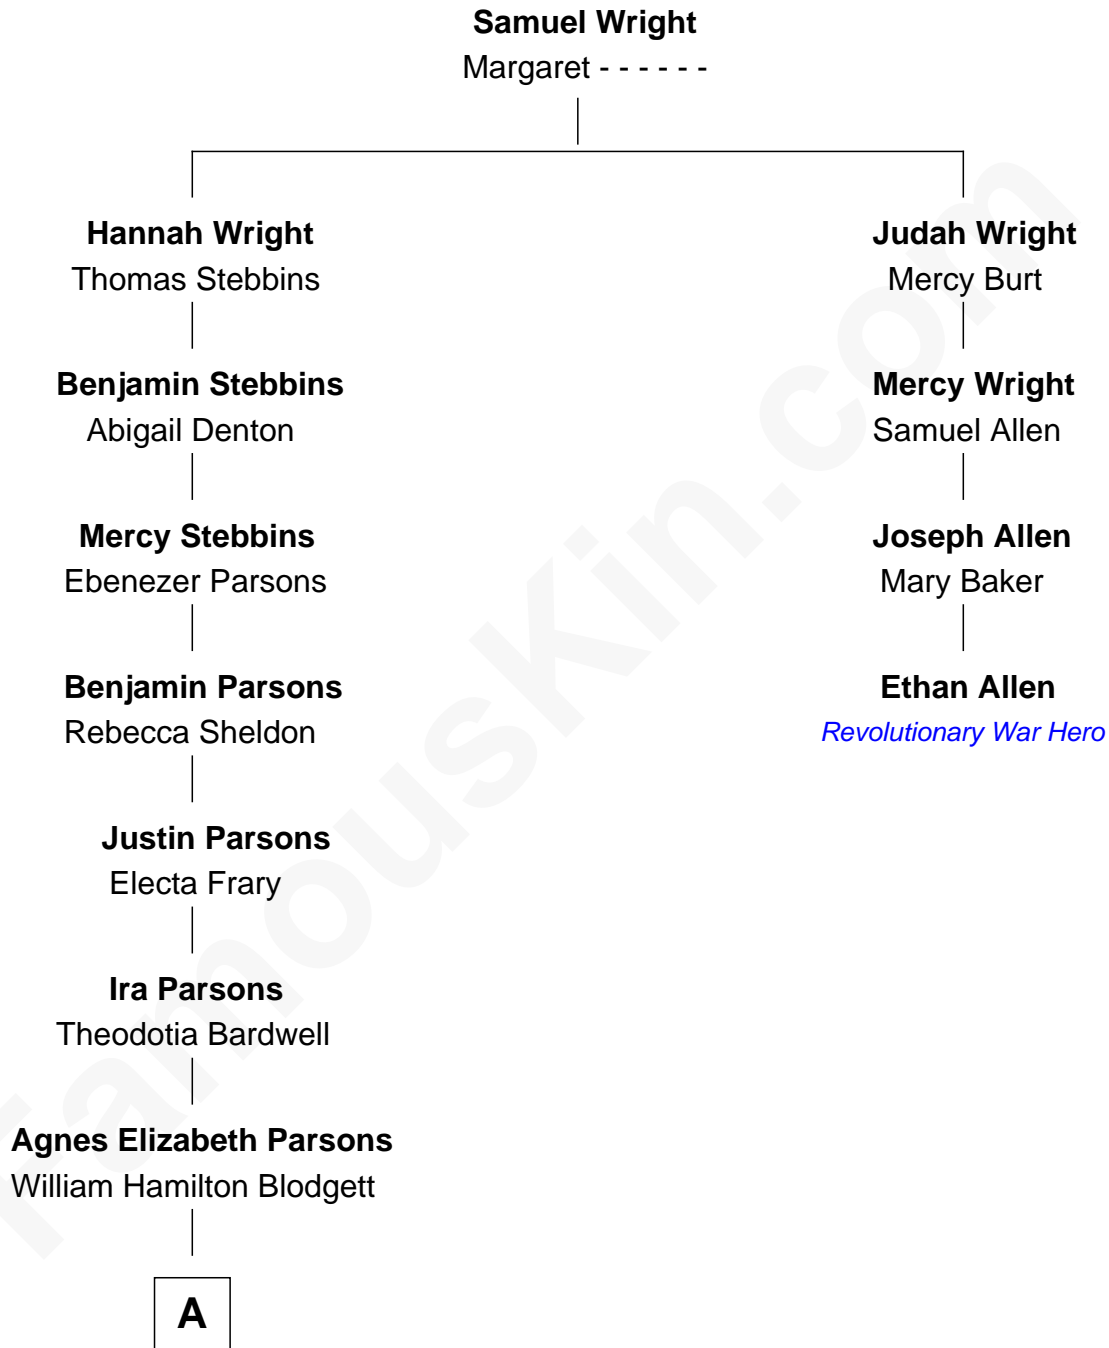 Samuel Wright
Margaret - - - - - -
Hannah Wright
Thomas Stebbins
Judah Wright
Mercy Burt
Benjamin Stebbins
Abigail Denton
Mercy Wright
Samuel Allen
Mercy Stebbins
Ebenezer Parsons
Joseph Allen
Mary Baker
Benjamin Parsons
Rebecca Sheldon
Ethan Allen
Revolutionary War Hero
Justin Parsons
Electa Frary
Ira Parsons
Theodotia Bardwell
Agnes Elizabeth Parsons
William Hamilton Blodgett
A
FamousKin.com